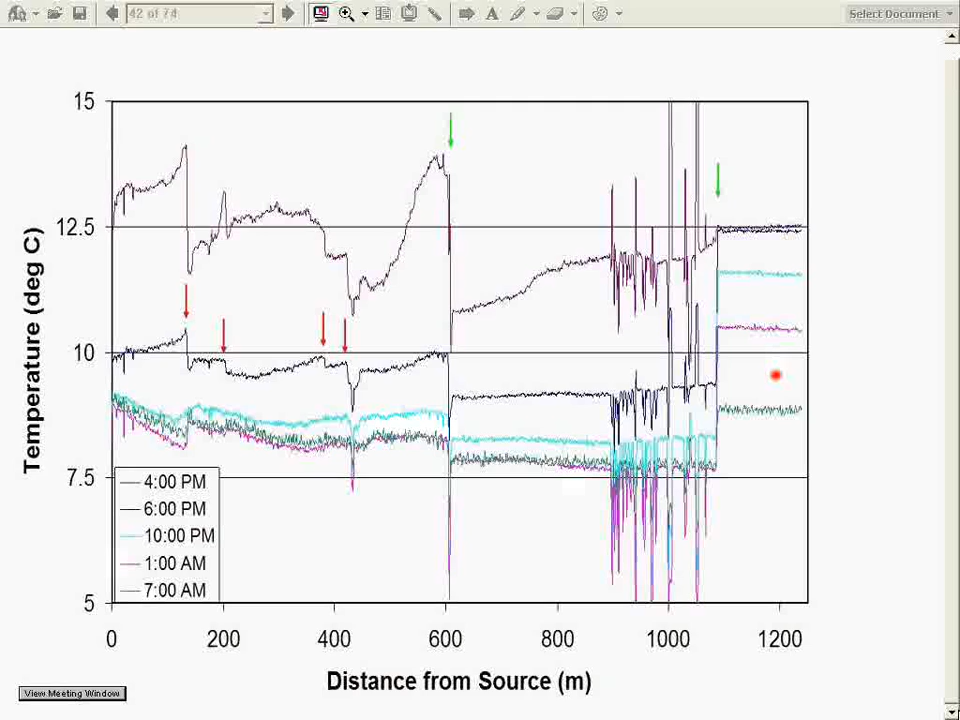 42 of 74
Select Document
15
12.5
10
7.5
5
Temperature (deg C)
4:00 PM
6:00 PM
10:00 PM
1:00 AM
7:00 AM
0 200 400 600 800 1000 1200
Distance from Source (m)
View Meeting Window